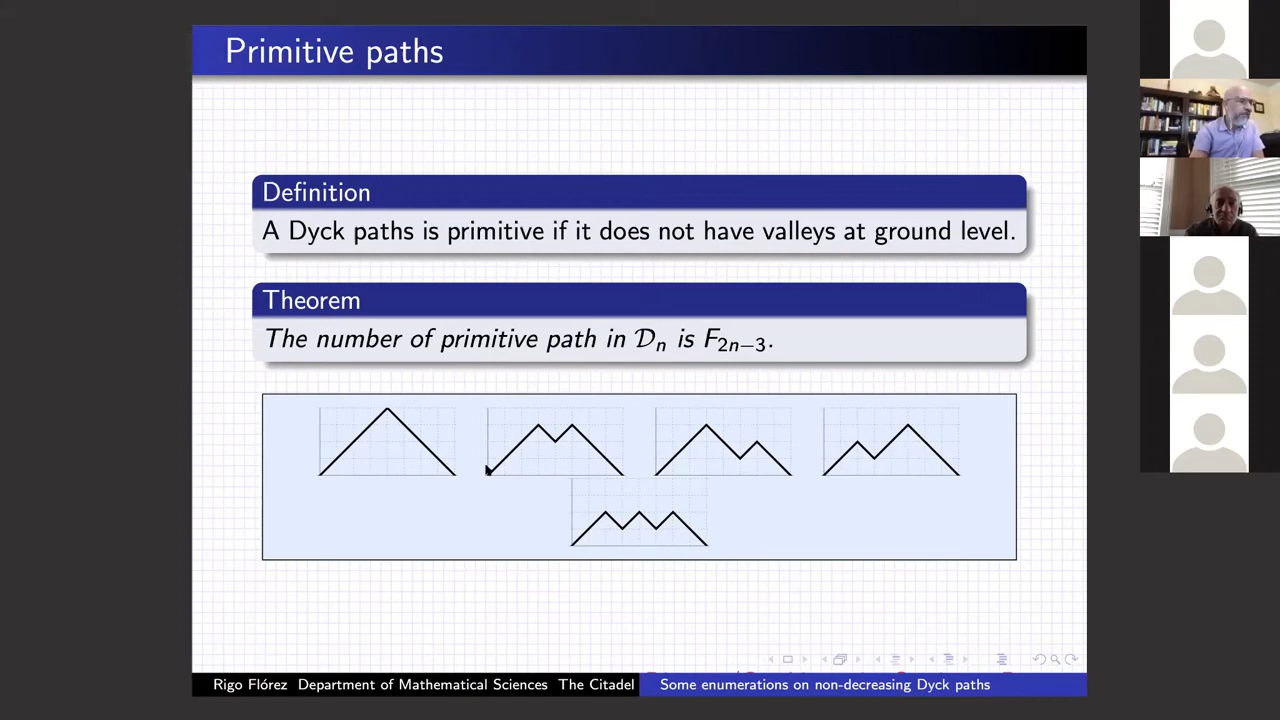 Primitive paths
Definition
A Dyck paths is primitive if it does not have valleys at ground level.
Theorem
The number of primitive path in 𝒟ₙ is F₂ₙ₋₃.
Rigo Flórez Department of Mathematical Sciences The Citadel
Some enumerations on non-decreasing Dyck paths